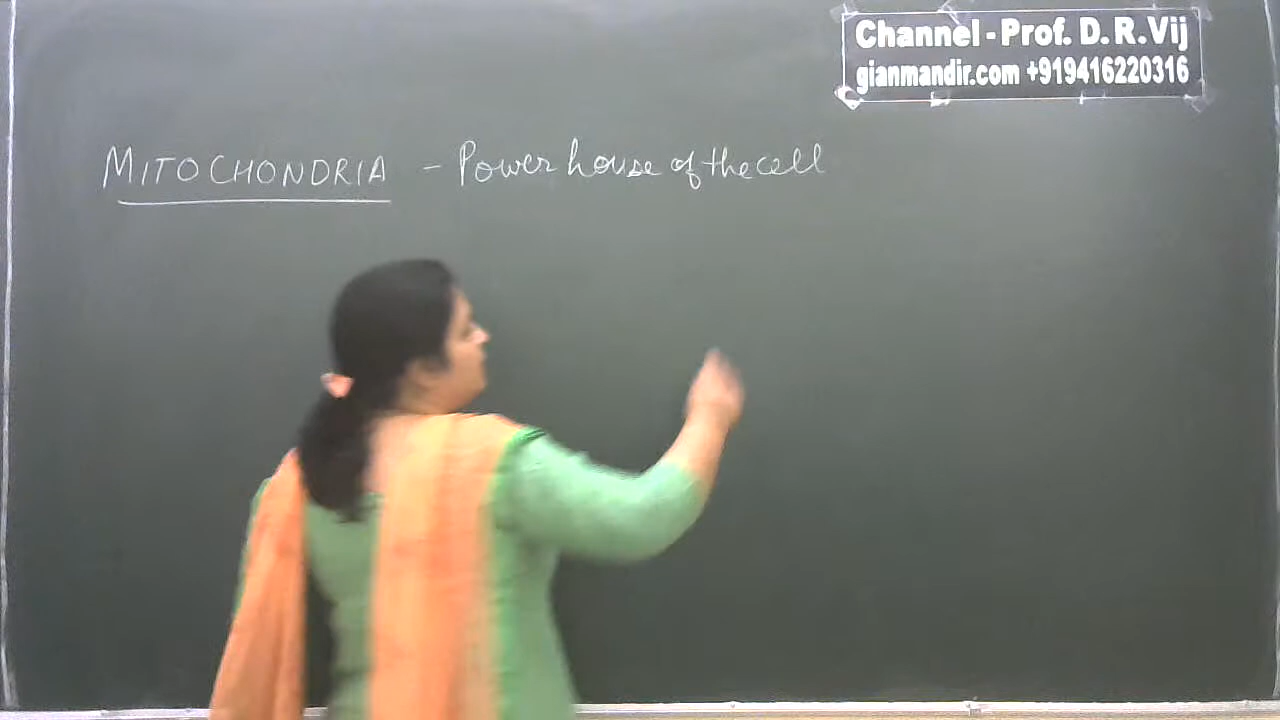 Channel - Prof. D. R. Vij
gianmandir.com +919416220316
MITOCHONDRIA - Power house of the cell